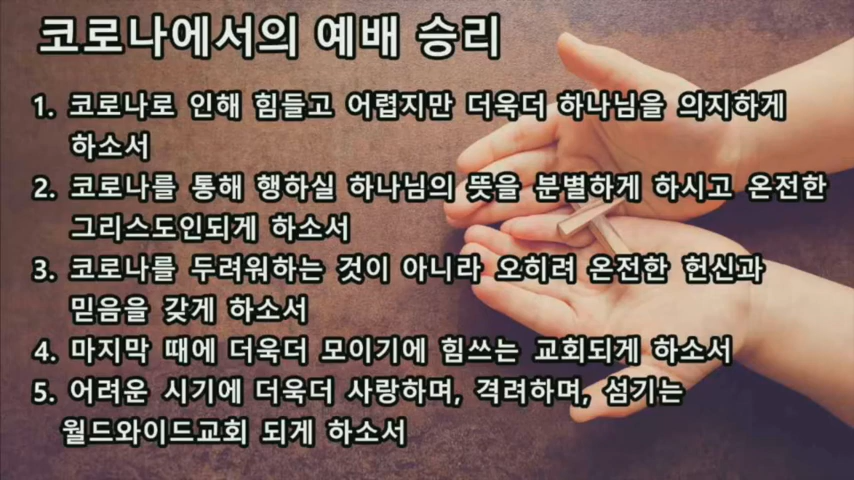 코로나에서의 예배 승리
1. 코로나로 인해 힘들고 어렵지만 더욱더 하나님을 의지하게
하소서
2. 코로나를 통해 행하실 하나님의 뜻을 분별하게 하시고 온전한
그리스도인되게 하소서
3. 코로나를 두려워하는 것이 아니라 오히려 온전한 헌신과
믿음을 갖게 하소서
4. 마지막 때에 더욱더 모이기에 힘쓰는 교회되게 하소서
5. 어려운 시기에 더욱더 사랑하며, 격려하며, 섬기는
월드와이드교회 되게 하소서